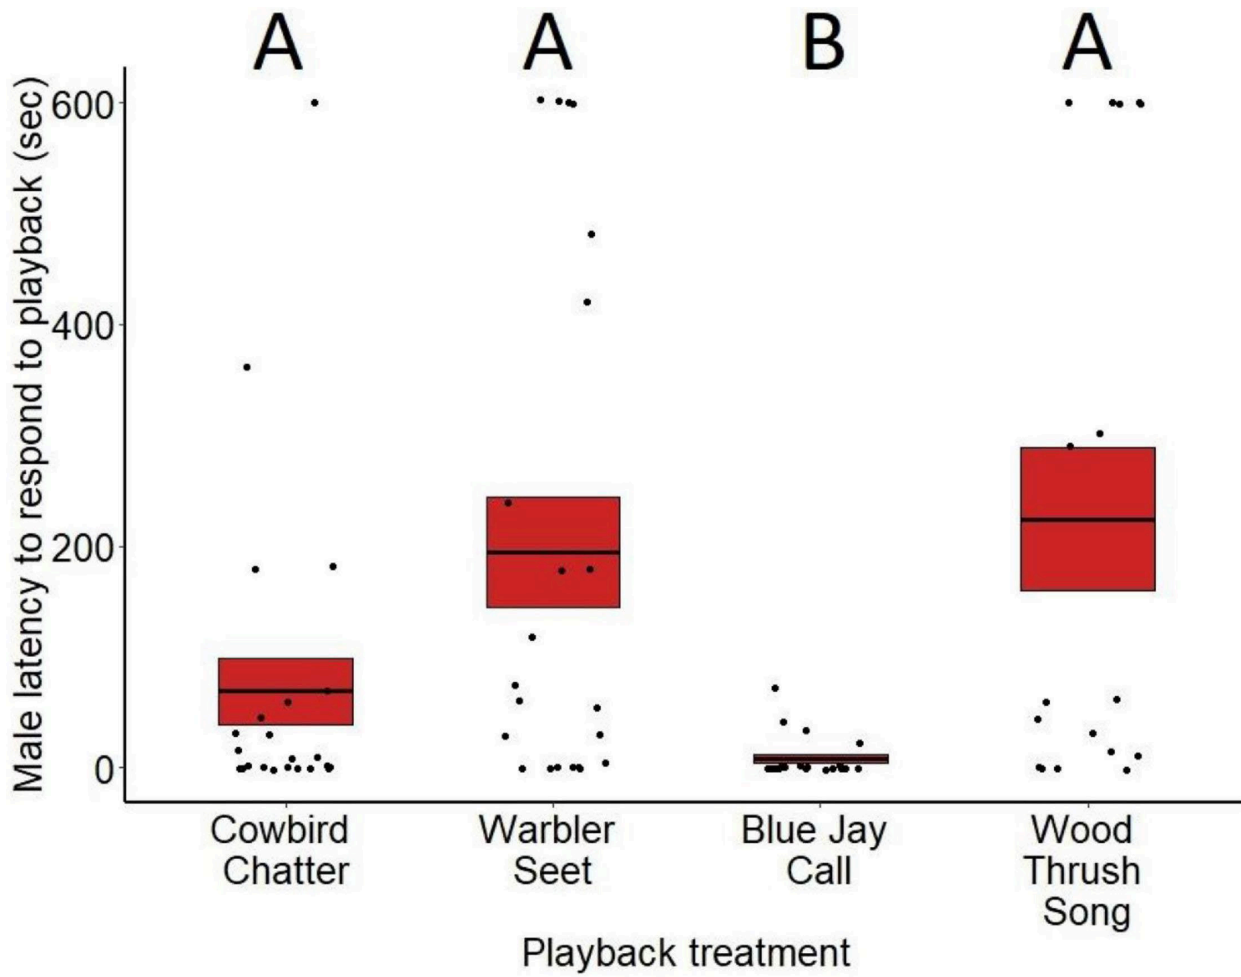 A A B A
Male latency to respond to playback (sec)
600
400
200
0
Cowbird Chatter
Warbler Seet
Blue Jay Call
Wood Thrush Song
Playback treatment